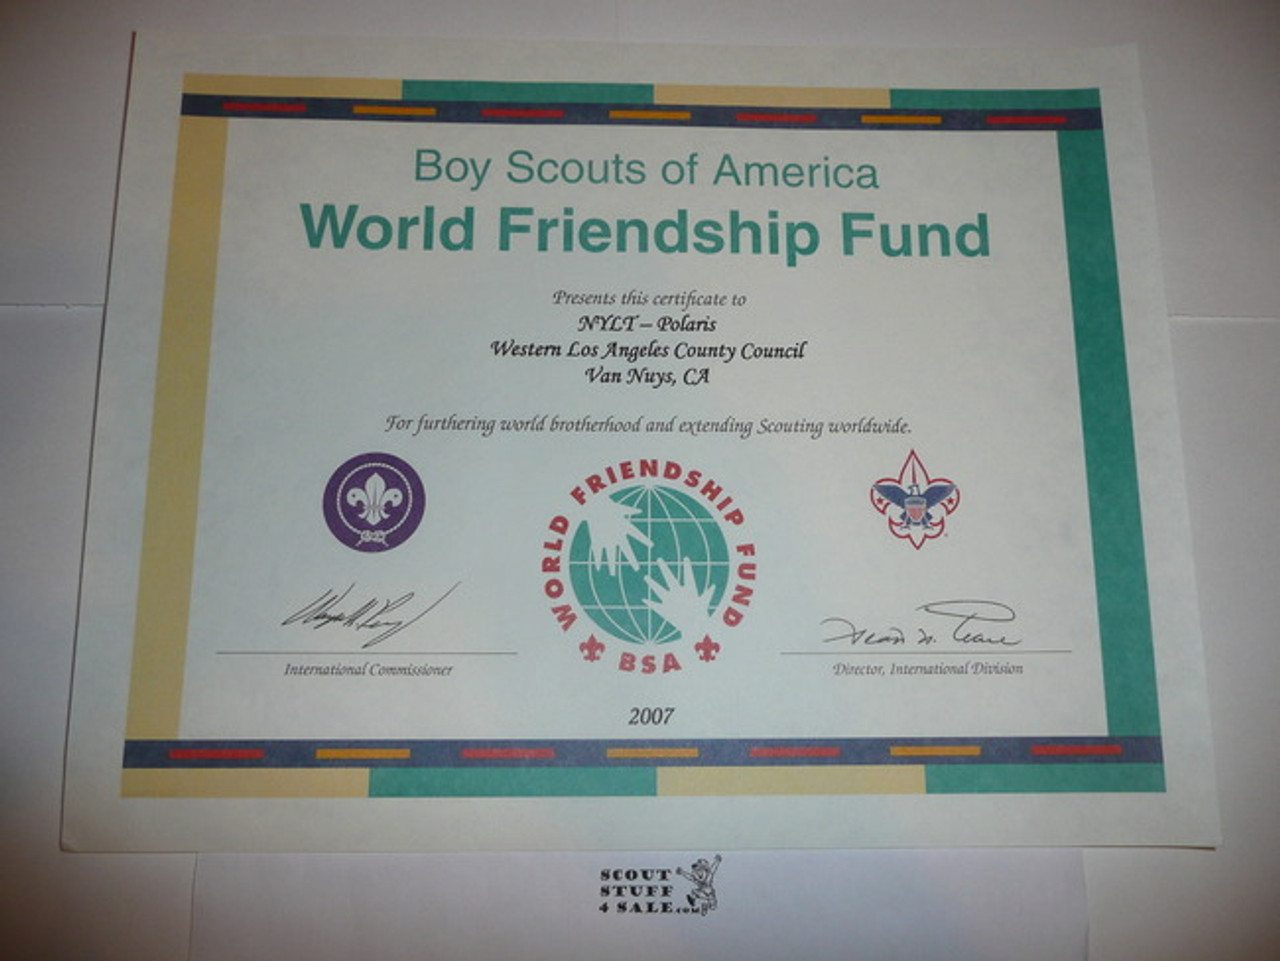 Boy Scouts of America
World Friendship Fund
Presents this certificate to
NYLT – Polaris
Western Los Angeles County Council
Van Nuys, CA
For furthering world brotherhood and extending Scouting worldwide.
WORLD FRIENDSHIP FUND
BSA
International Commissioner
Director, International Division
2007
SCOUT
STUFF
4 SALE.com